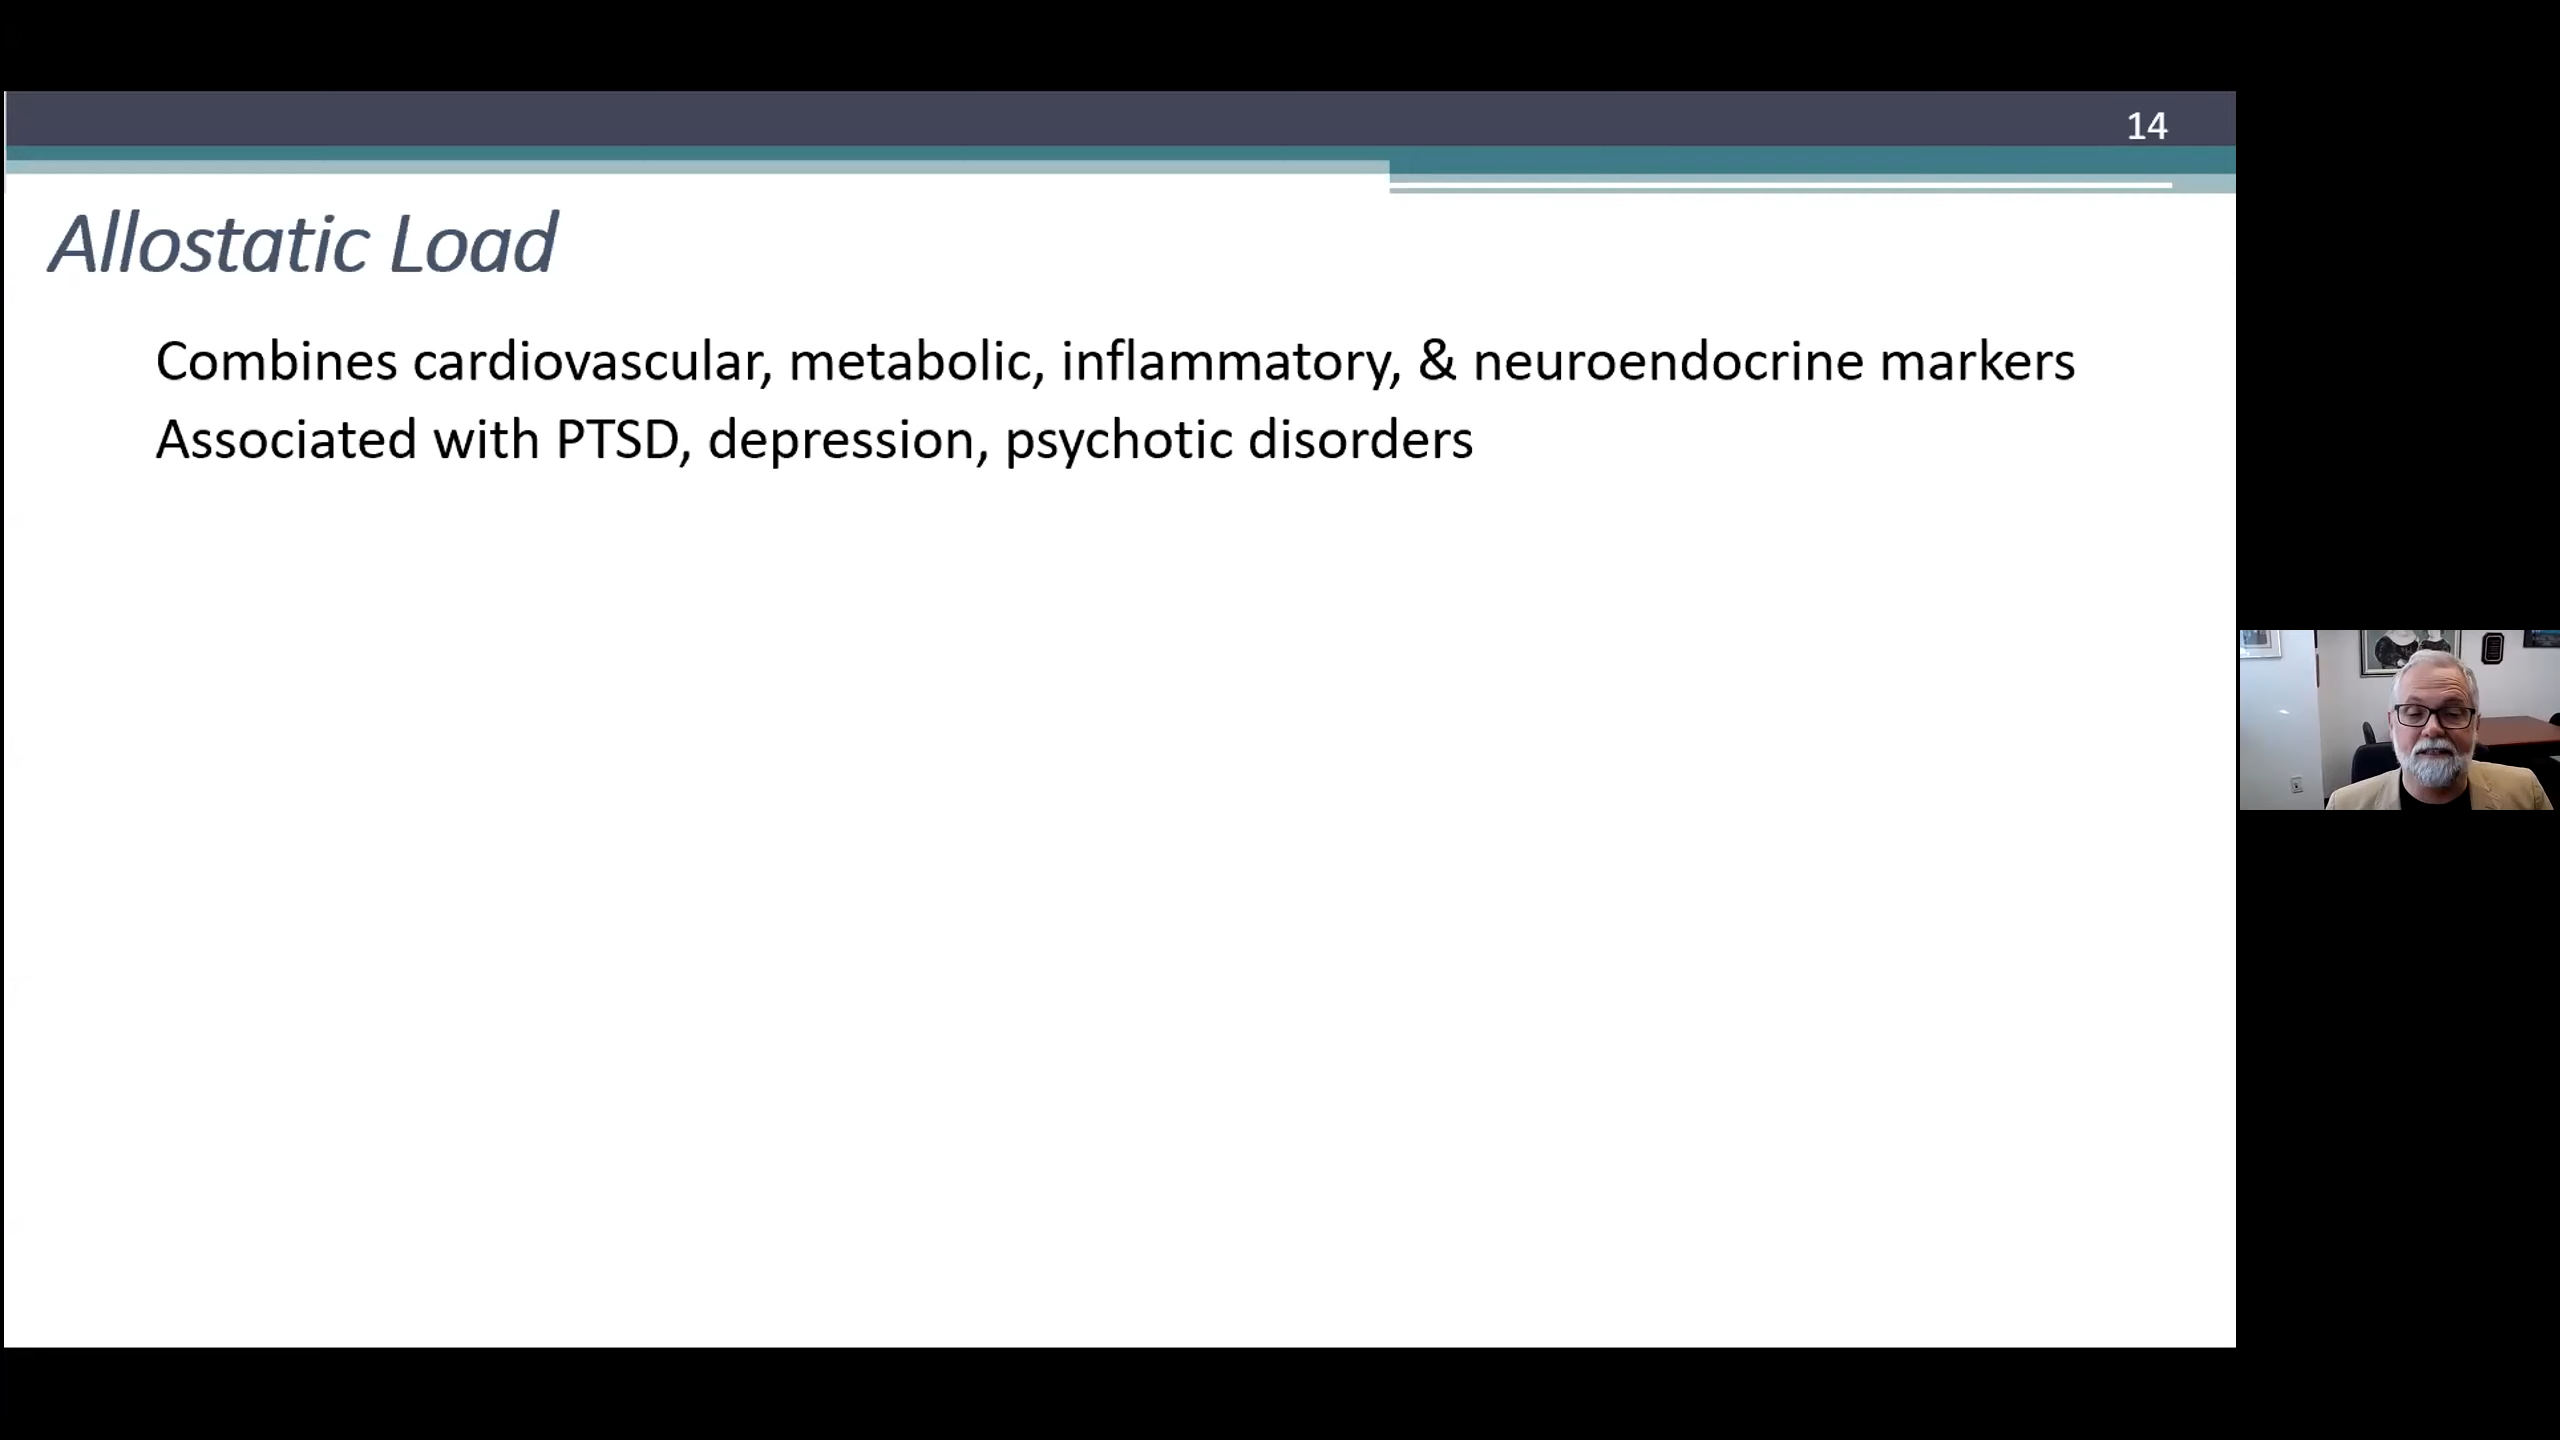 14
Allostatic Load
Combines cardiovascular, metabolic, inflammatory, & neuroendocrine markers
Associated with PTSD, depression, psychotic disorders